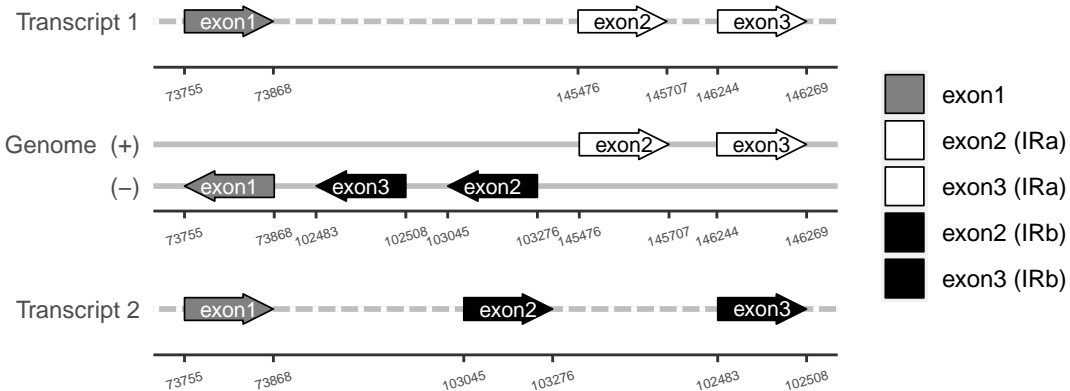 Transcript 1 exon1 exon2 exon3
73755 73868 145476 145707 146244 146269
Genome (+) exon2 exon3
(−) exon1 exon3 exon2
73755 73868 102483 102508 103045 103276 145476 145707 146244 146269
Transcript 2 exon1 exon2 exon3
73755 73868 103045 103276 102483 102508
exon1
exon2 (IRa)
exon3 (IRa)
exon2 (IRb)
exon3 (IRb)